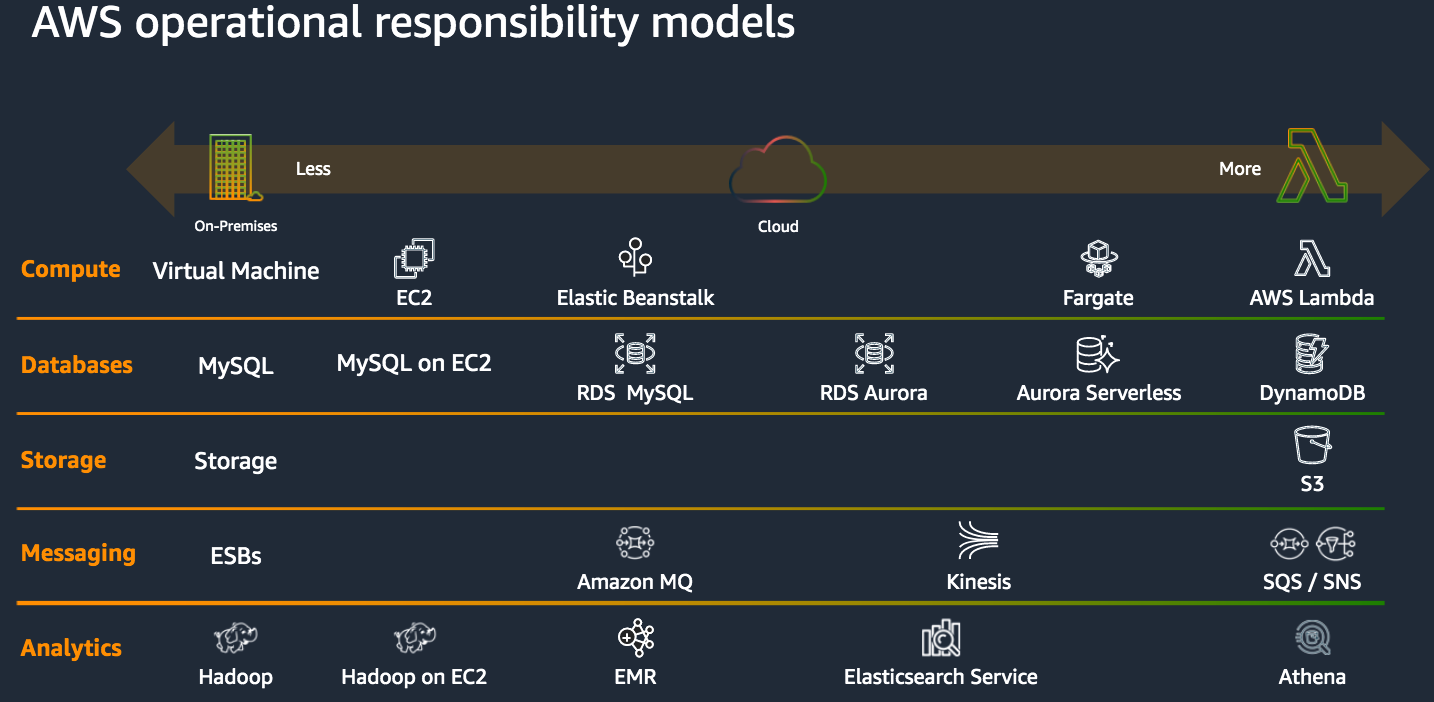 AWS operational responsibility models
Less
More
On-Premises
Cloud
Compute
Virtual Machine
EC2
Elastic Beanstalk
Fargate
AWS Lambda
Databases
MySQL
MySQL on EC2
RDS MySQL
RDS Aurora
Aurora Serverless
DynamoDB
Storage
Storage
S3
Messaging
ESBs
Amazon MQ
Kinesis
SQS / SNS
Analytics
Hadoop
Hadoop on EC2
EMR
Elasticsearch Service
Athena